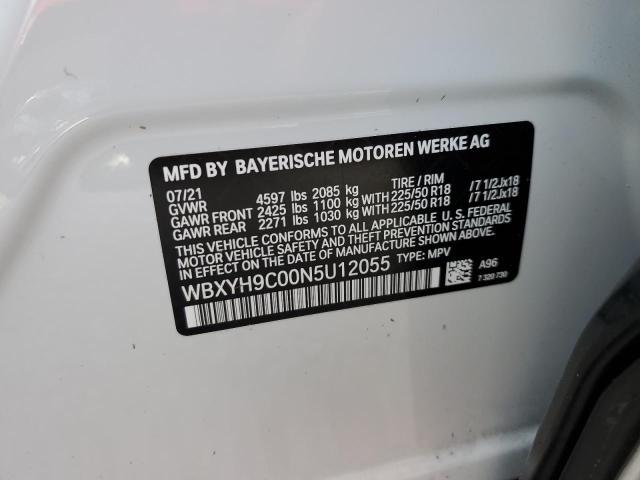 MFD BY BAYERISCHE MOTOREN WERKE AG
07/21 TIRE / RIM
GVWR 4597 lbs 2085 kg
GAWR FRONT 2425 lbs 1100 kg WITH 225/50 R18 /7 1/2Jx18
GAWR REAR 2271 lbs 1030 kg WITH 225/50 R18 /7 1/2Jx18
THIS VEHICLE CONFORMS TO ALL APPLICABLE U.S. FEDERAL
MOTOR VEHICLE SAFETY AND THEFT PREVENTION STANDARDS
IN EFFECT ON THE DATE OF MANUFACTURE SHOWN ABOVE.
WBXYH9C00N5U12055 TYPE: MPV
A96
7 320 730